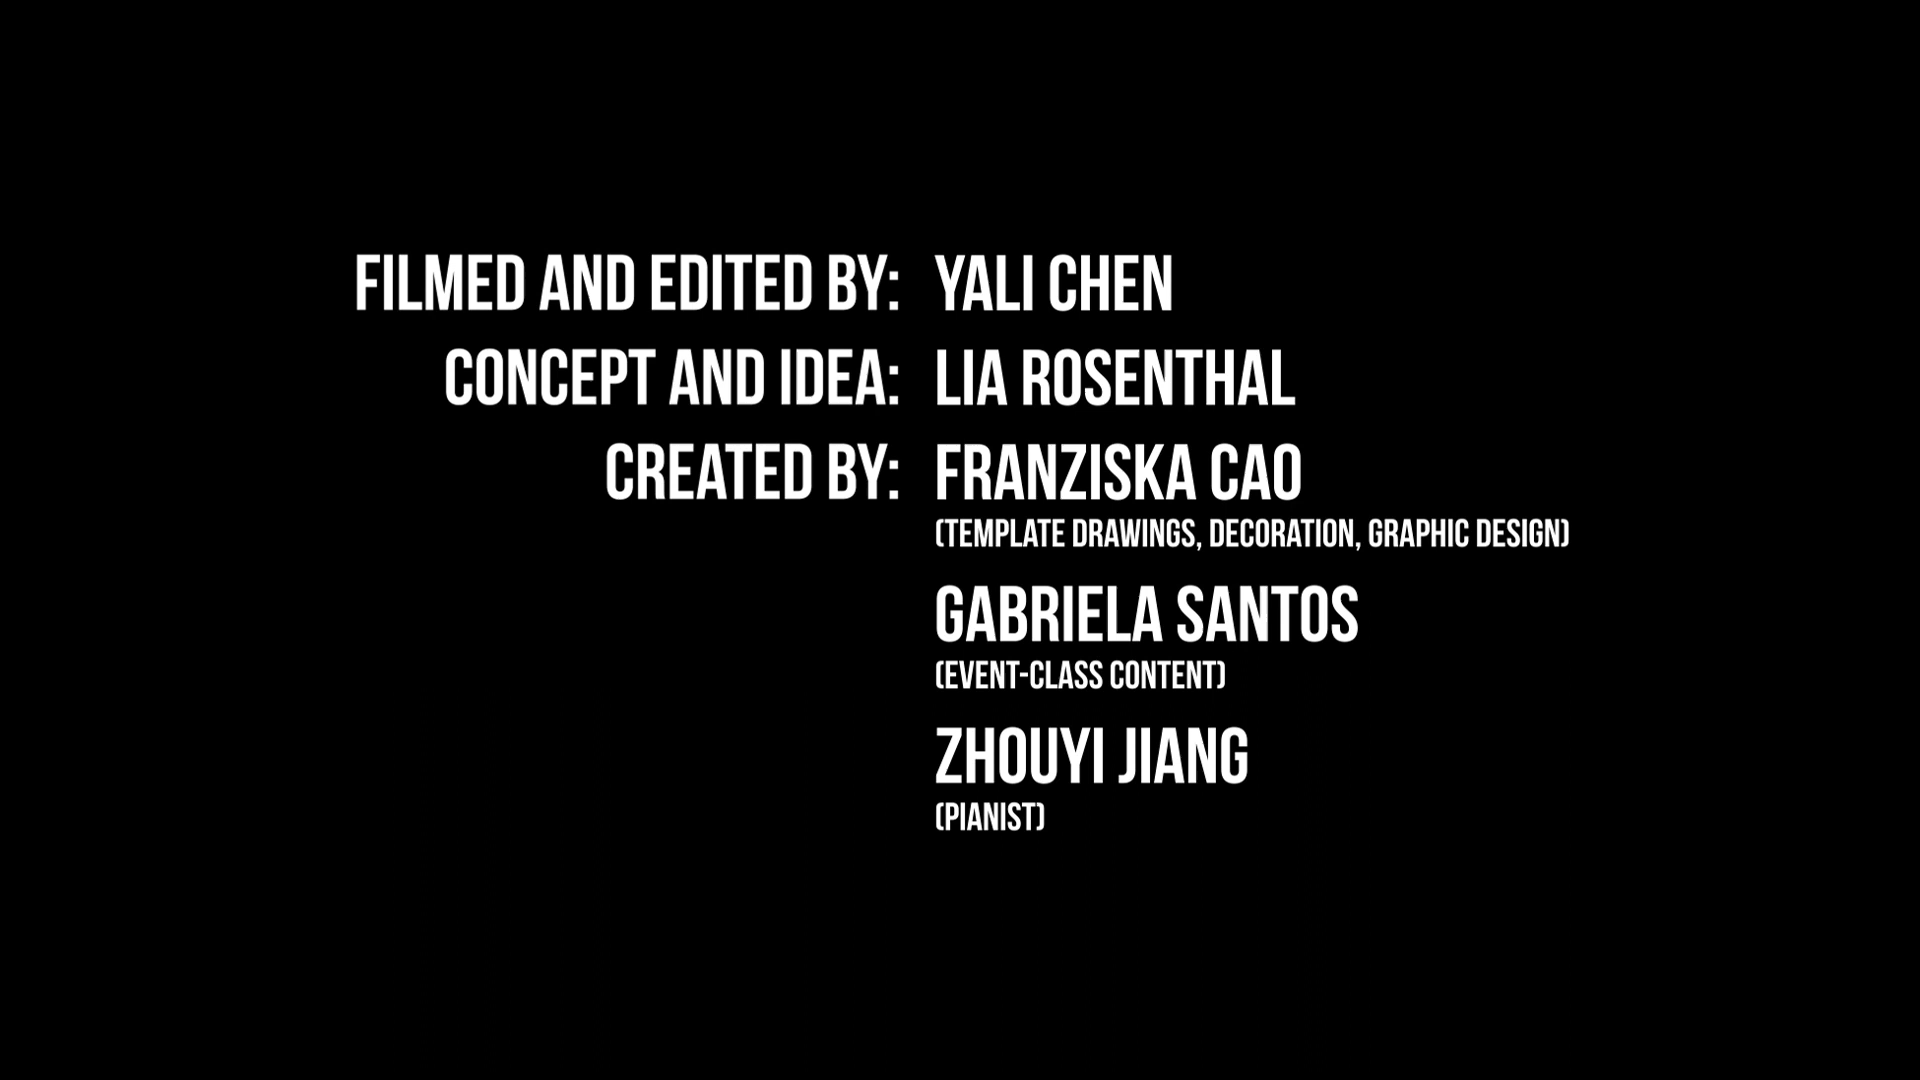 FILMED AND EDITED BY: YALI CHEN
CONCEPT AND IDEA: LIA ROSENTHAL
CREATED BY: FRANZISKA CAO
(TEMPLATE DRAWINGS, DECORATION, GRAPHIC DESIGN)
GABRIELA SANTOS
(EVENT-CLASS CONTENT)
ZHOUYI JIANG
(PIANIST)